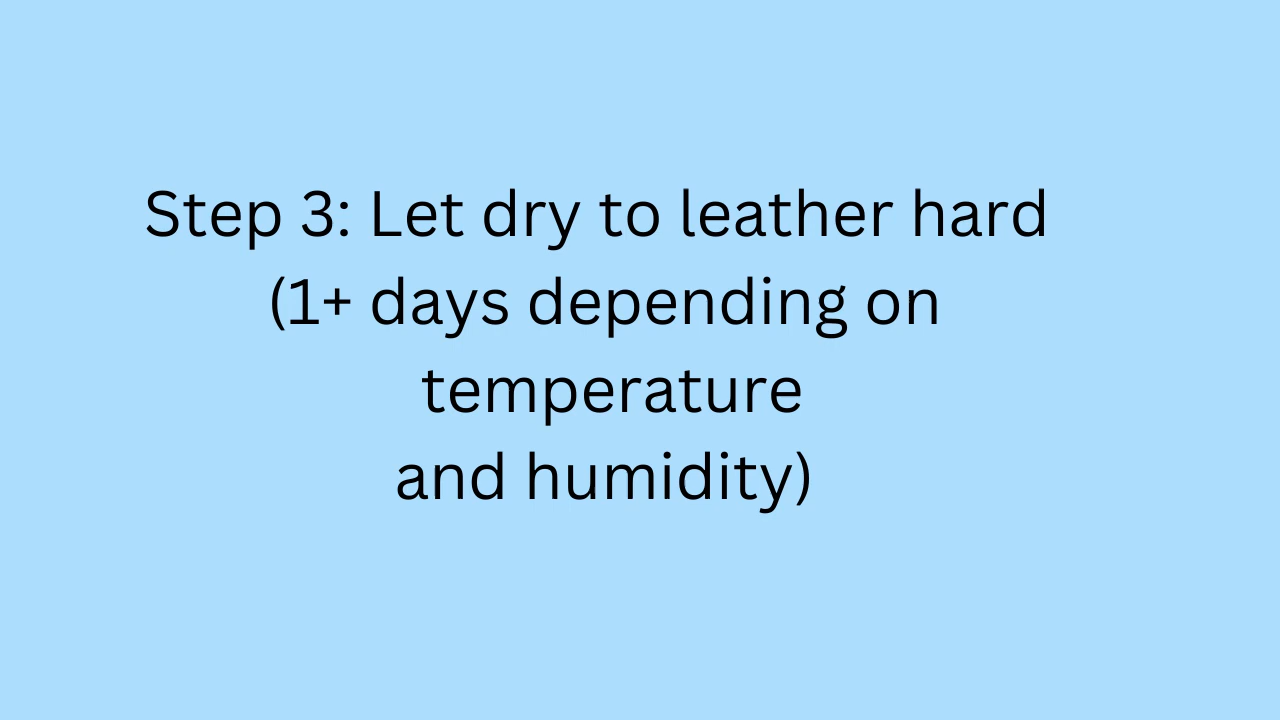 Step 3: Let dry to leather hard
(1+ days depending on
temperature
and humidity)